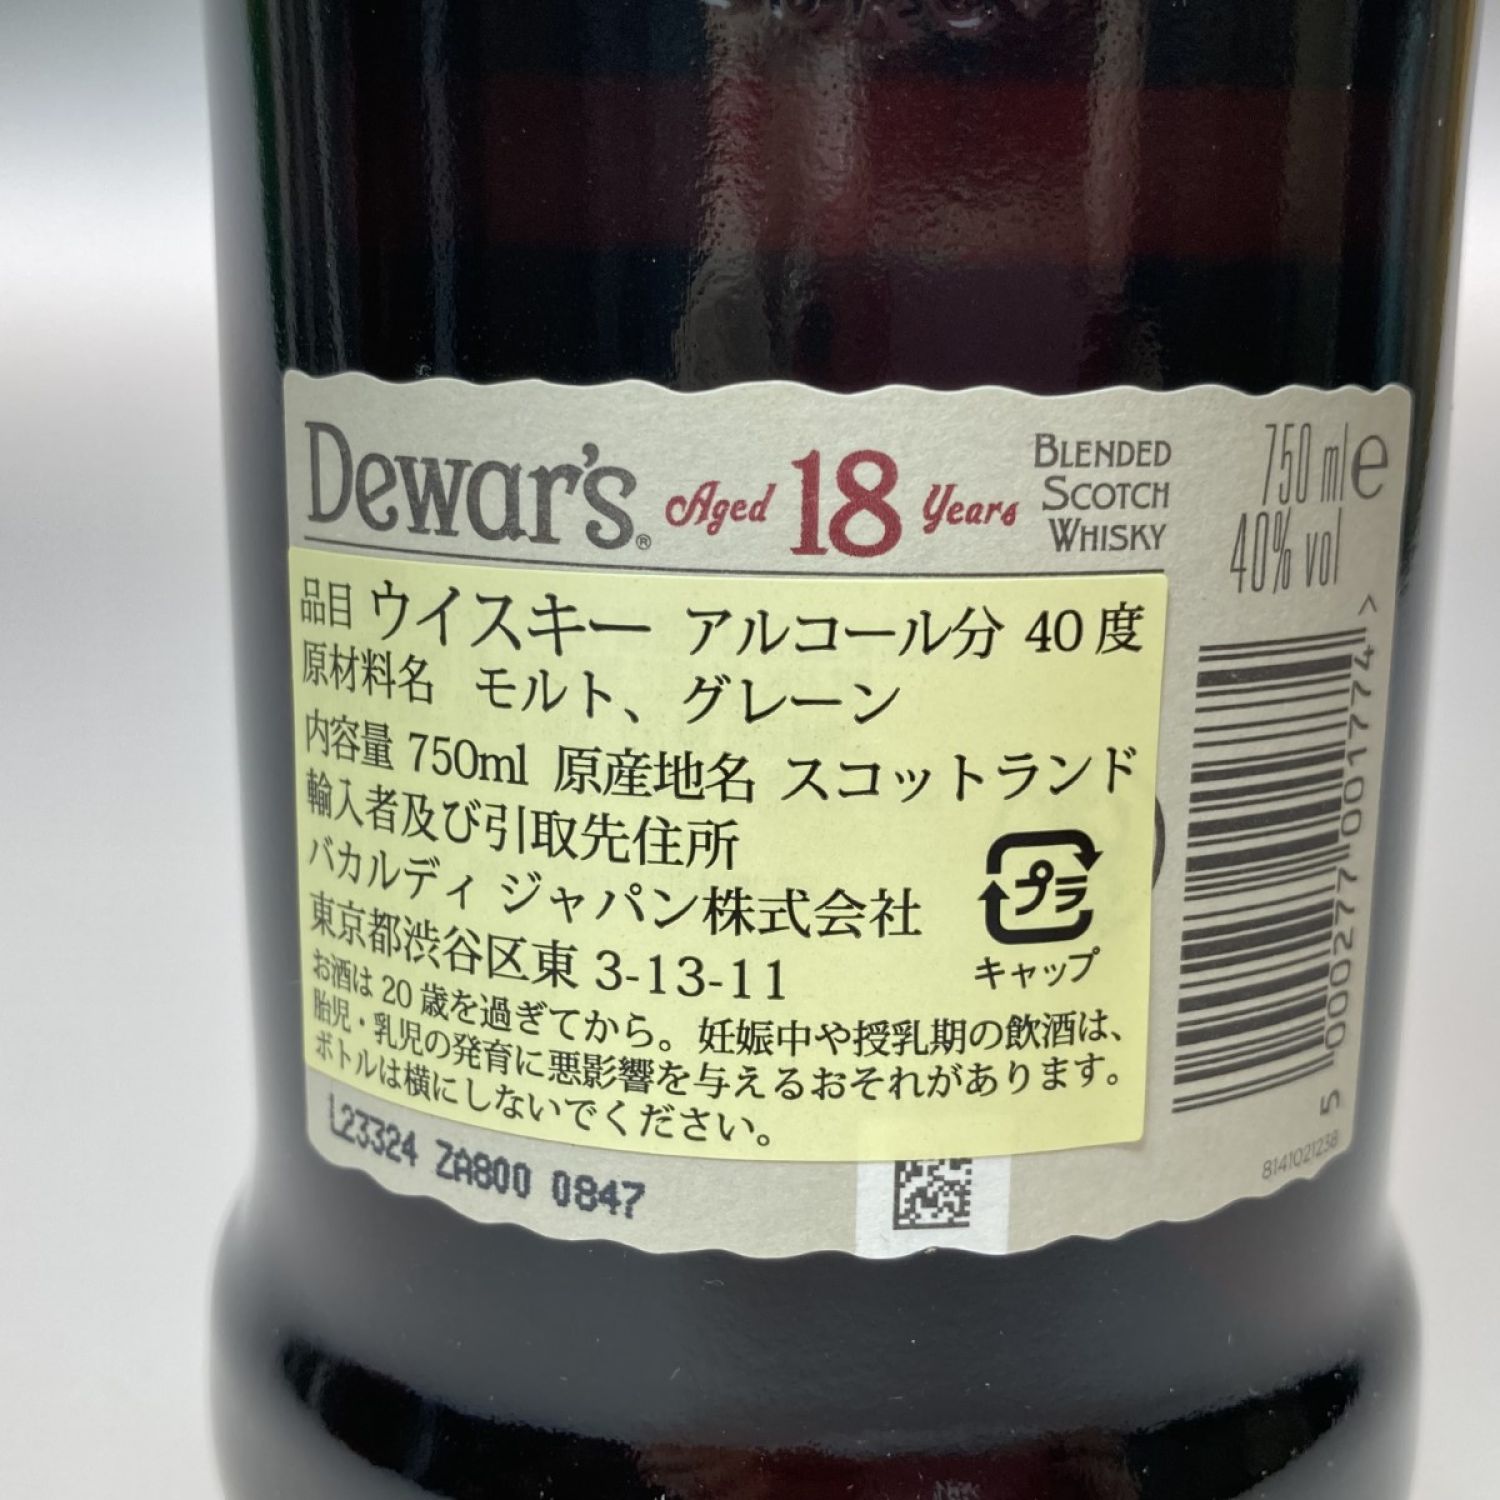 Dewar's® Aged 18 Years BLENDED SCOTCH WHISKY
750 ml e
40% vol
品目 ウイスキー アルコール分 40度
原材料名 モルト、グレーン
内容量 750ml 原産地名 スコットランド
輸入者及び引取先住所
バカルディ ジャパン株式会社
東京都渋谷区東 3-13-11
プラ
キャップ
お酒は20歳を過ぎてから。妊娠中や授乳期の飲酒は、
胎児・乳児の発育に悪影響を与えるおそれがあります。
ボトルは横にしないでください。
L23324 ZA800 0847
5 000277 001774 >
8141021238